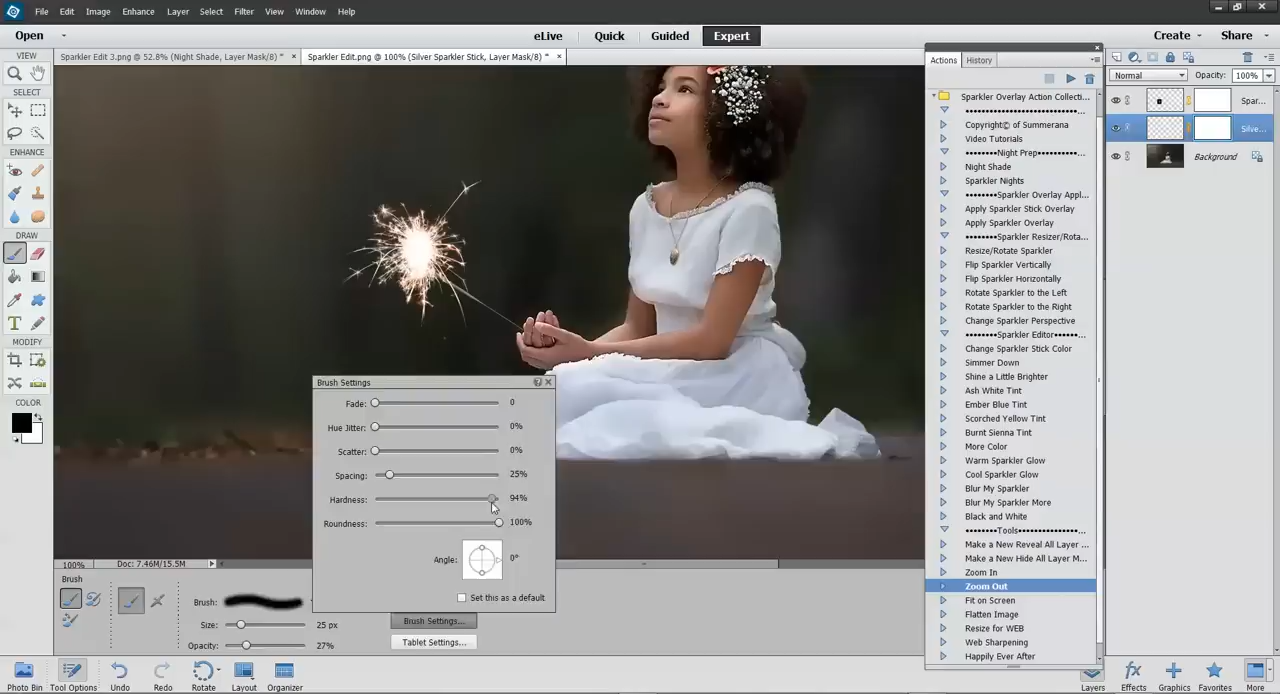 File Edit Image Enhance Layer Select Filter View Window Help
Open eLive Quick Guided Expert Create Share
VIEW
Sparkler Edit 3.png @ 52.8% (Night Shade, Layer Mask/8) * ×
Sparkler Edit.png @ 100% (Silver Sparkler Stick, Layer Mask/8) * ×
SELECT
ENHANCE
DRAW
MODIFY
COLOR
Actions History
Sparkler Overlay Action Collecti...
Copyright© of Summerana
Video Tutorials
••••••••Night Prep••••••••...
Night Shade
Sparkler Nights
••••••••Sparkler Overlay Appl...
Apply Sparkler Stick Overlay
Apply Sparkler Overlay
••••••••Sparkler Resizer/Rota...
Resize/Rotate Sparkler
Flip Sparkler Vertically
Flip Sparkler Horizontally
Rotate Sparkler to the Left
Rotate Sparkler to the Right
Change Sparkler Perspective
••••••••Sparkler Editor••••••...
Change Sparkler Stick Color
Simmer Down
Shine a Little Brighter
Ash White Tint
Ember Blue Tint
Scorched Yellow Tint
Burnt Sienna Tint
More Color
Warm Sparkler Glow
Cool Sparkler Glow
Blur My Sparkler
Blur My Sparkler More
Black and White
••••••••Tools••••••••••••••...
Make a New Reveal All Layer ...
Make a New Hide All Layer M...
Zoom In
Zoom Out
Fit on Screen
Flatten Image
Resize for WEB
Web Sharpening
Happily Ever After
Normal Opacity: 100%
Spar...
Silve...
Background
Brush Settings
Fade: 0
Hue Jitter: 0%
Scatter: 0%
Spacing: 25%
Hardness: 94%
Roundness: 100%
Angle: 0°
Set this as a default
100% Doc: 7.46M/15.5M
Brush
Brush:
Size: 25 px
Opacity: 27%
Brush Settings...
Tablet Settings...
Photo Bin Tool Options Undo Redo Rotate Layout Organizer
Layers Effects Graphics Favorites More